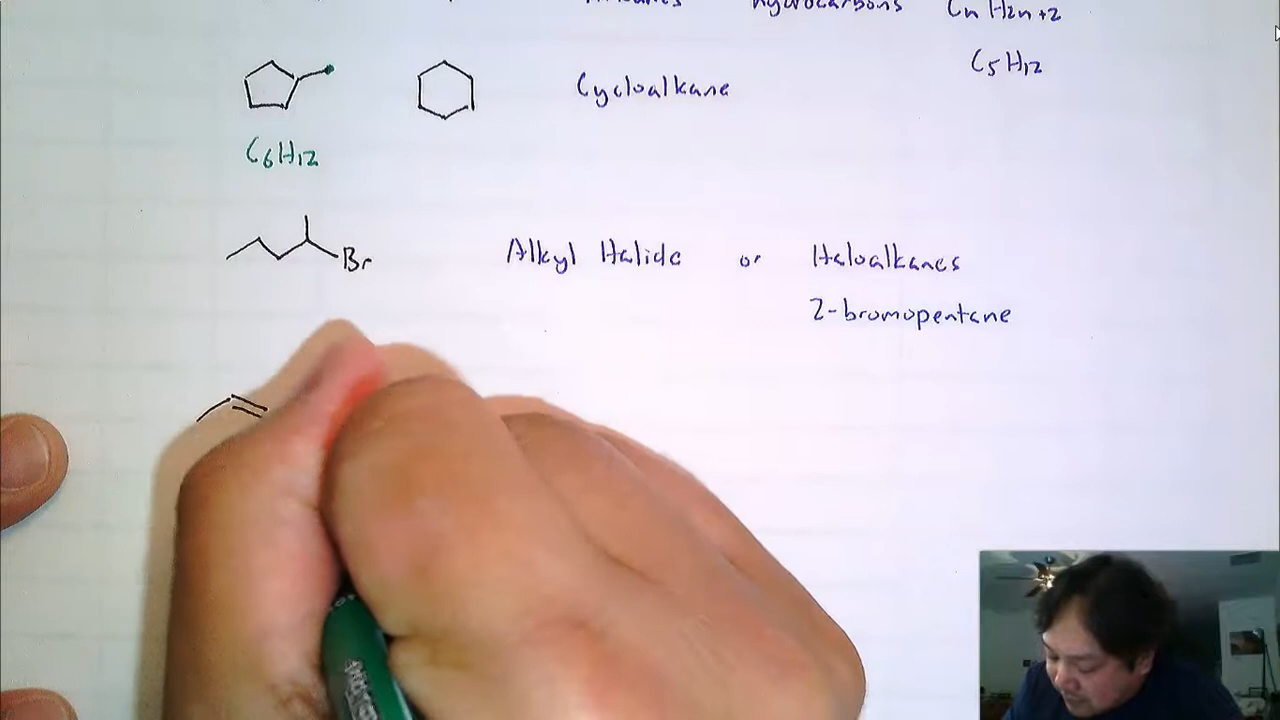 hydrocarbons CnH2n+2
C5H12
Cycloalkane
C6H12
Br Alkyl Halide or Haloalkanes
2-bromopentane